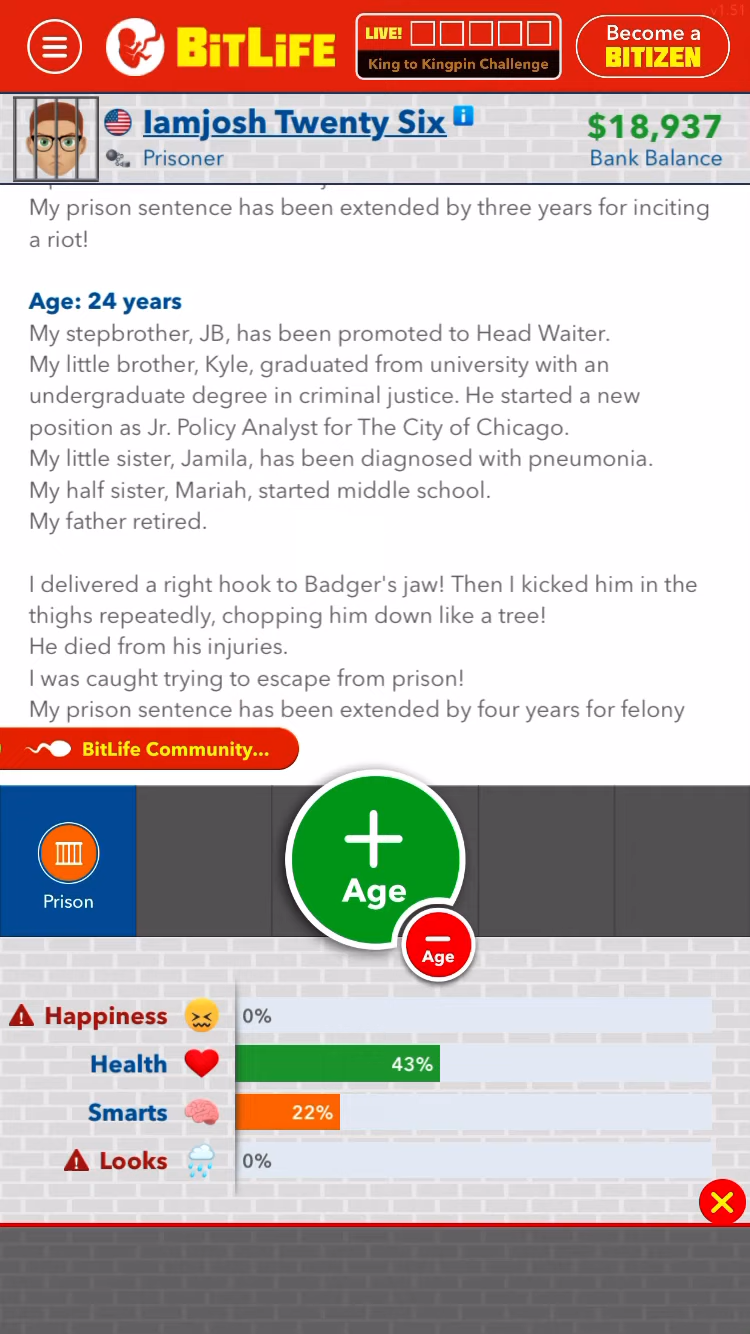 v1.51
BiTLiFE
LIVE!
King to Kingpin Challenge
Become a
BITIZEN
Iamjosh Twenty Six
Prisoner
$18,937
Bank Balance
My prison sentence has been extended by three years for inciting
a riot!
Age: 24 years
My stepbrother, JB, has been promoted to Head Waiter.
My little brother, Kyle, graduated from university with an
undergraduate degree in criminal justice. He started a new
position as Jr. Policy Analyst for The City of Chicago.
My little sister, Jamila, has been diagnosed with pneumonia.
My half sister, Mariah, started middle school.
My father retired.
I delivered a right hook to Badger's jaw! Then I kicked him in the
thighs repeatedly, chopping him down like a tree!
He died from his injuries.
I was caught trying to escape from prison!
My prison sentence has been extended by four years for felony
BitLife Community...
Prison
Age
Age
Happiness 0%
Health 43%
Smarts 22%
Looks 0%